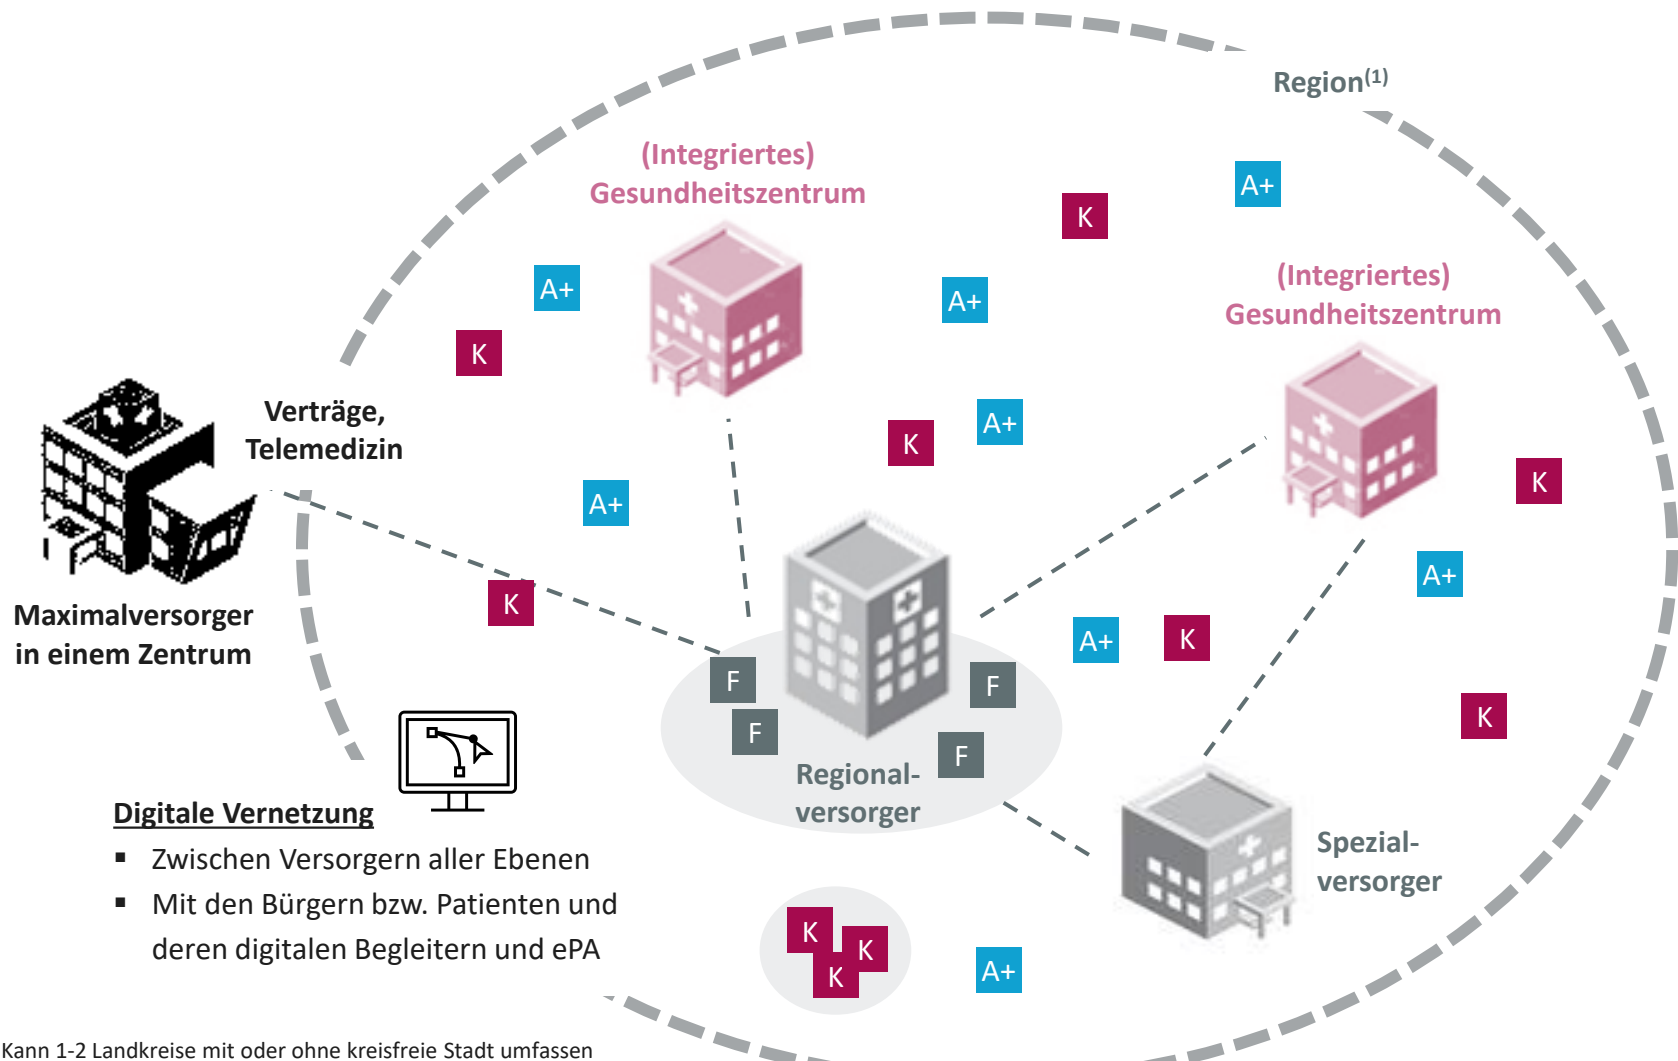 Region(1)
(Integriertes)
Gesundheitszentrum
A+
K
(Integriertes)
Gesundheitszentrum
A+
A+
K
Verträge,
Telemedizin
A+
K
K
A+
A+
K
Maximalversorger
in einem Zentrum
A+
K
F
F
F
F
K
Regional-
versorger
Digitale Vernetzung
▪ Zwischen Versorgern aller Ebenen
▪ Mit den Bürgern bzw. Patienten und
deren digitalen Begleitern und ePA
Spezial-
versorger
K
K
K
A+
Kann 1-2 Landkreise mit oder ohne kreisfreie Stadt umfassen